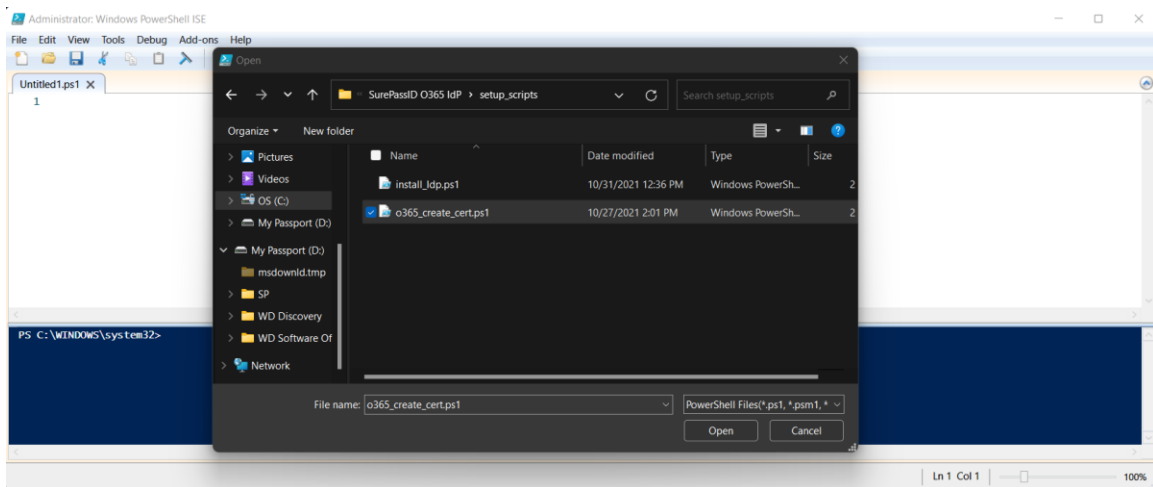 Administrator: Windows PowerShell ISE
File Edit View Tools Debug Add-ons Help
Untitled1.ps1 X
1
Open
SurePassID O365 IdP › setup_scripts
Search setup_scripts
Organize
New folder
Name Date modified Type Size
Pictures
Videos
OS (C:)
My Passport (D:)
My Passport (D:)
msdownld.tmp
SP
WD Discovery
WD Software Of
Network
install_Idp.ps1 10/31/2021 12:36 PM Windows PowerSh... 2
o365_create_cert.ps1 10/27/2021 2:01 PM Windows PowerSh... 2
File name: o365_create_cert.ps1
PowerShell Files(*.ps1, *.psm1, *
Open Cancel
PS C:\WINDOWS\system32>
Ln 1 Col 1
100%